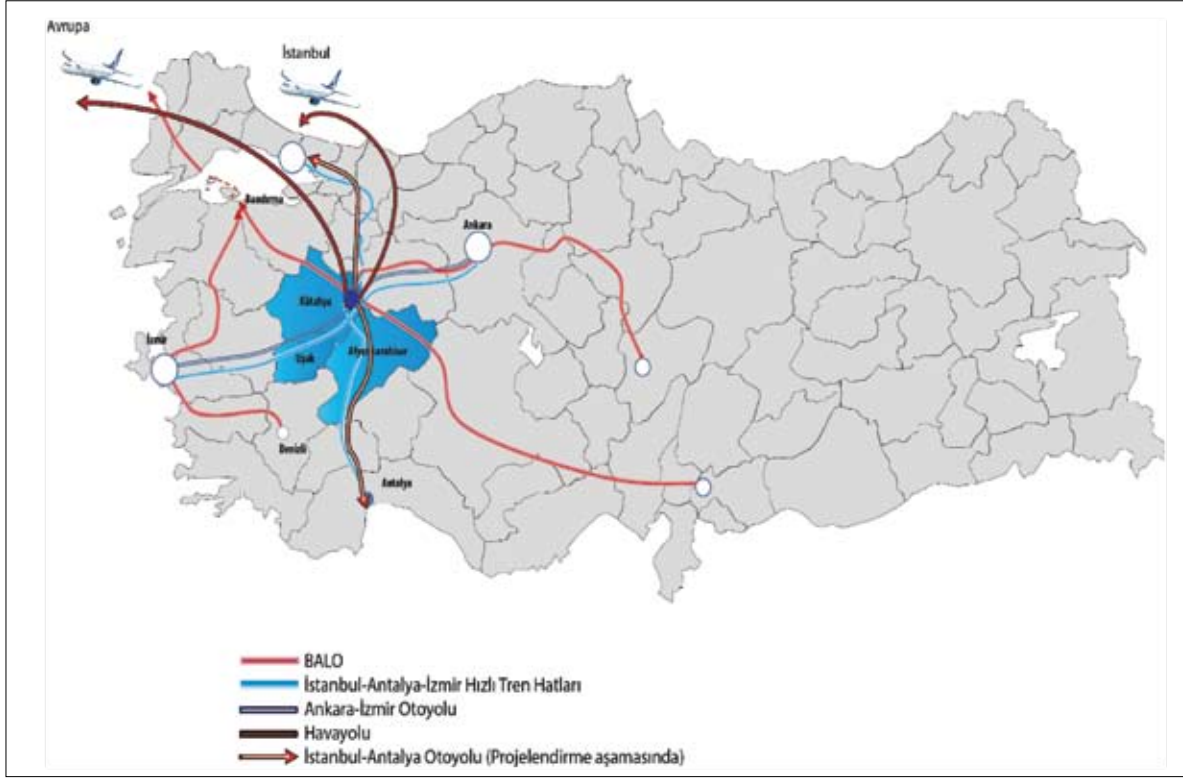 Avrupa
İstanbul
Bandırma
Ankara
Kütahya
İzmir
Uşak
Afyonkarahisar
Denizli
Antalya
BALO
İstanbul-Antalya-İzmir Hızlı Tren Hatları
Ankara-İzmir Otoyolu
Havayolu
İstanbul-Antalya Otoyolu (Projelendirme aşamasında)